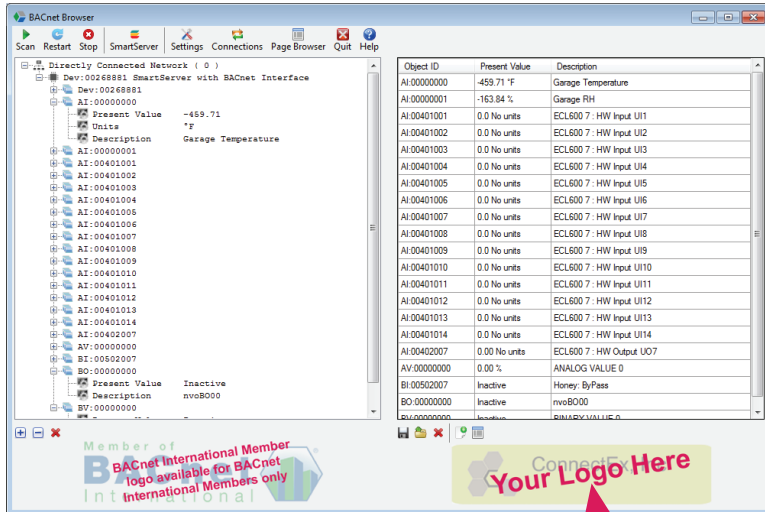 BACnet Browser
Scan Restart Stop SmartServer Settings Connections Page Browser Quit Help
Directly Connected Network ( 0 )
Dev:00268881 SmartServer with BACnet Interface
Dev:00268881
AI:00000000
Present Value -459.71
Units °F
Description Garage Temperature
AI:00000001
AI:00401001
AI:00401002
AI:00401003
AI:00401004
AI:00401005
AI:00401006
AI:00401007
AI:00401008
AI:00401009
AI:00401010
AI:00401011
AI:00401012
AI:00401013
AI:00401014
AI:00402007
AV:00000000
BI:00502007
BO:00000000
Present Value Inactive
Description nvoBO00
BV:00000000
Object ID Present Value Description
AI:00000000 -459.71 °F Garage Temperature
AI:00000001 -163.84 % Garage RH
AI:00401001 0.0 No units ECL600 7 : HW Input UI1
AI:00401002 0.0 No units ECL600 7 : HW Input UI2
AI:00401003 0.0 No units ECL600 7 : HW Input UI3
AI:00401004 0.0 No units ECL600 7 : HW Input UI4
AI:00401005 0.0 No units ECL600 7 : HW Input UI5
AI:00401006 0.0 No units ECL600 7 : HW Input UI6
AI:00401007 0.0 No units ECL600 7 : HW Input UI7
AI:00401008 0.0 No units ECL600 7 : HW Input UI8
AI:00401009 0.0 No units ECL600 7 : HW Input UI9
AI:00401010 0.0 No units ECL600 7 : HW Input UI10
AI:00401011 0.0 No units ECL600 7 : HW Input UI11
AI:00401012 0.0 No units ECL600 7 : HW Input UI12
AI:00401013 0.0 No units ECL600 7 : HW Input UI13
AI:00401014 0.0 No units ECL600 7 : HW Input UI14
AI:00402007 0.00 No units ECL600 7 : HW Output UO7
AV:00000000 0.00 % ANALOG VALUE 0
BI:00502007 Inactive Honey: ByPass
BO:00000000 Inactive nvoBO00
BV:00000000 Inactive BINARY VALUE 0
Member of
BACnet
International
BACnet International Member
logo available for BACnet
International Members only
Your Logo Here